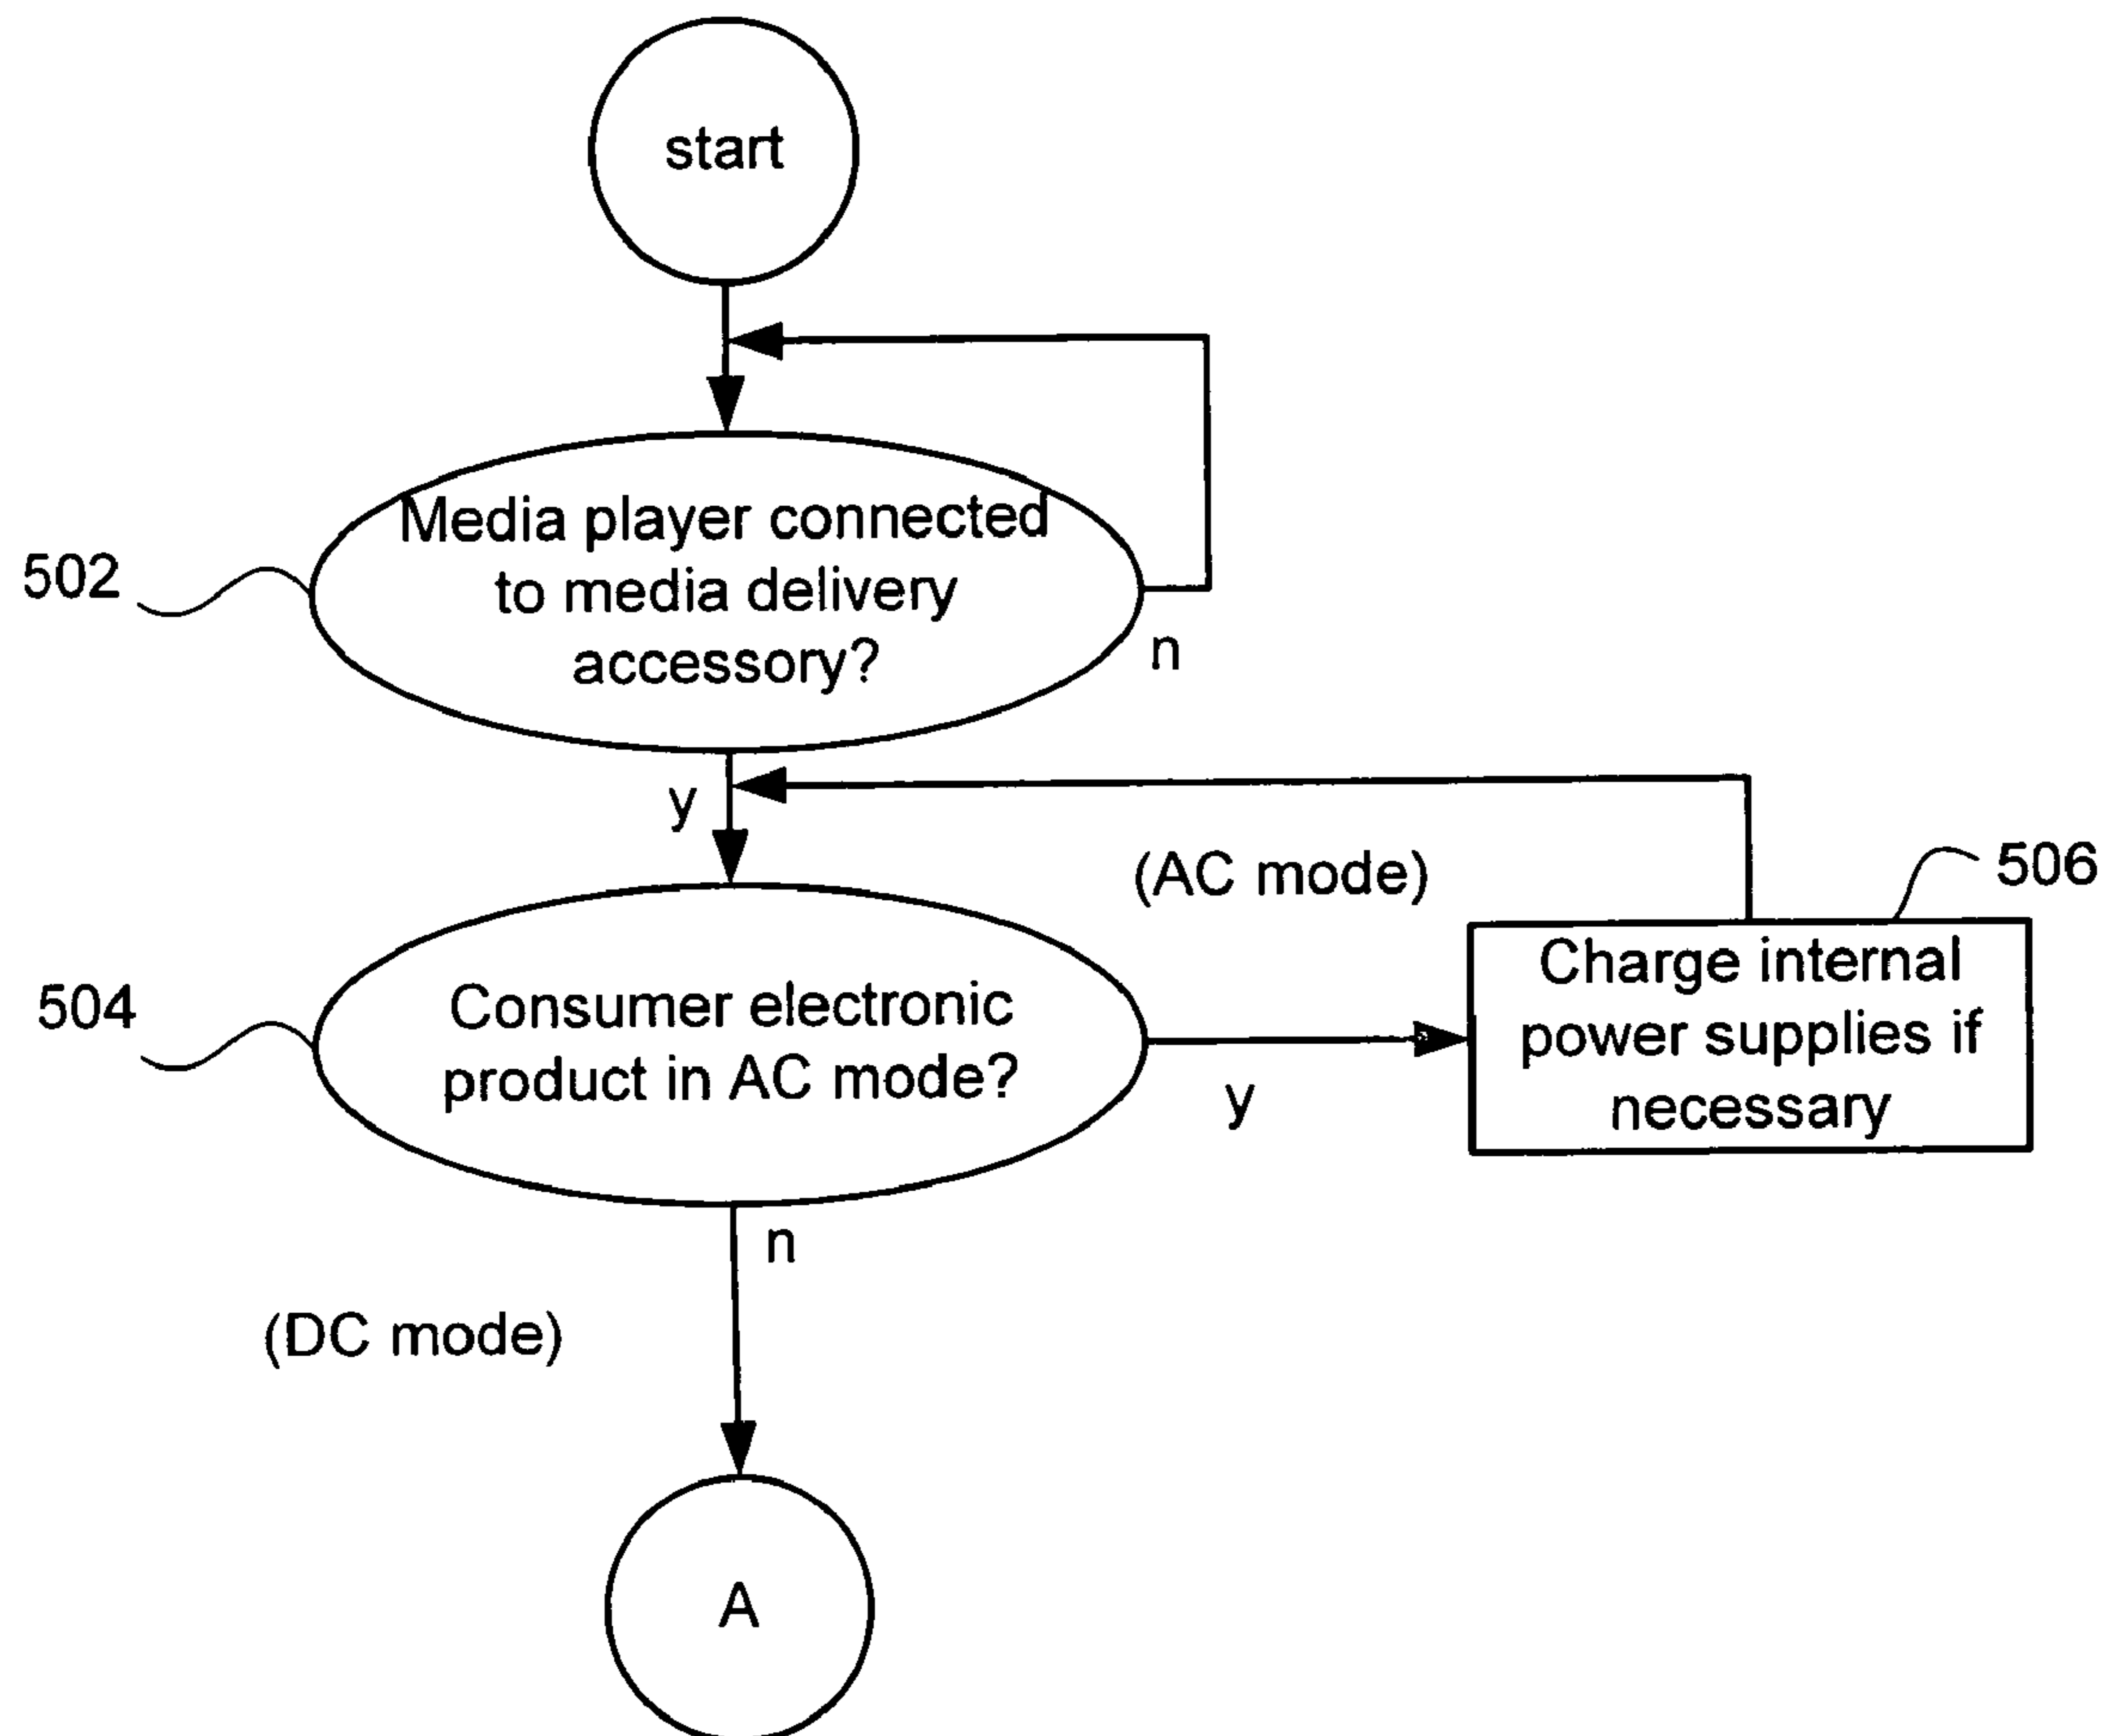 start
Media player connected
to media delivery
accessory?
502
n
y
(AC mode)
506
Charge internal
power supplies if
necessary
504
Consumer electronic
product in AC mode?
y
n
(DC mode)
A